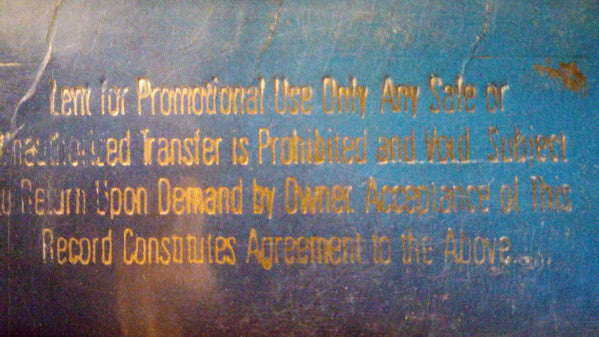 Lent for Promotional Use Only Any Sale or
Unauthorized Transfer is Prohibited and Void. Subject
to Return Upon Demand by Owner. Acceptance of This
Record Constitutes Agreement to the Above.